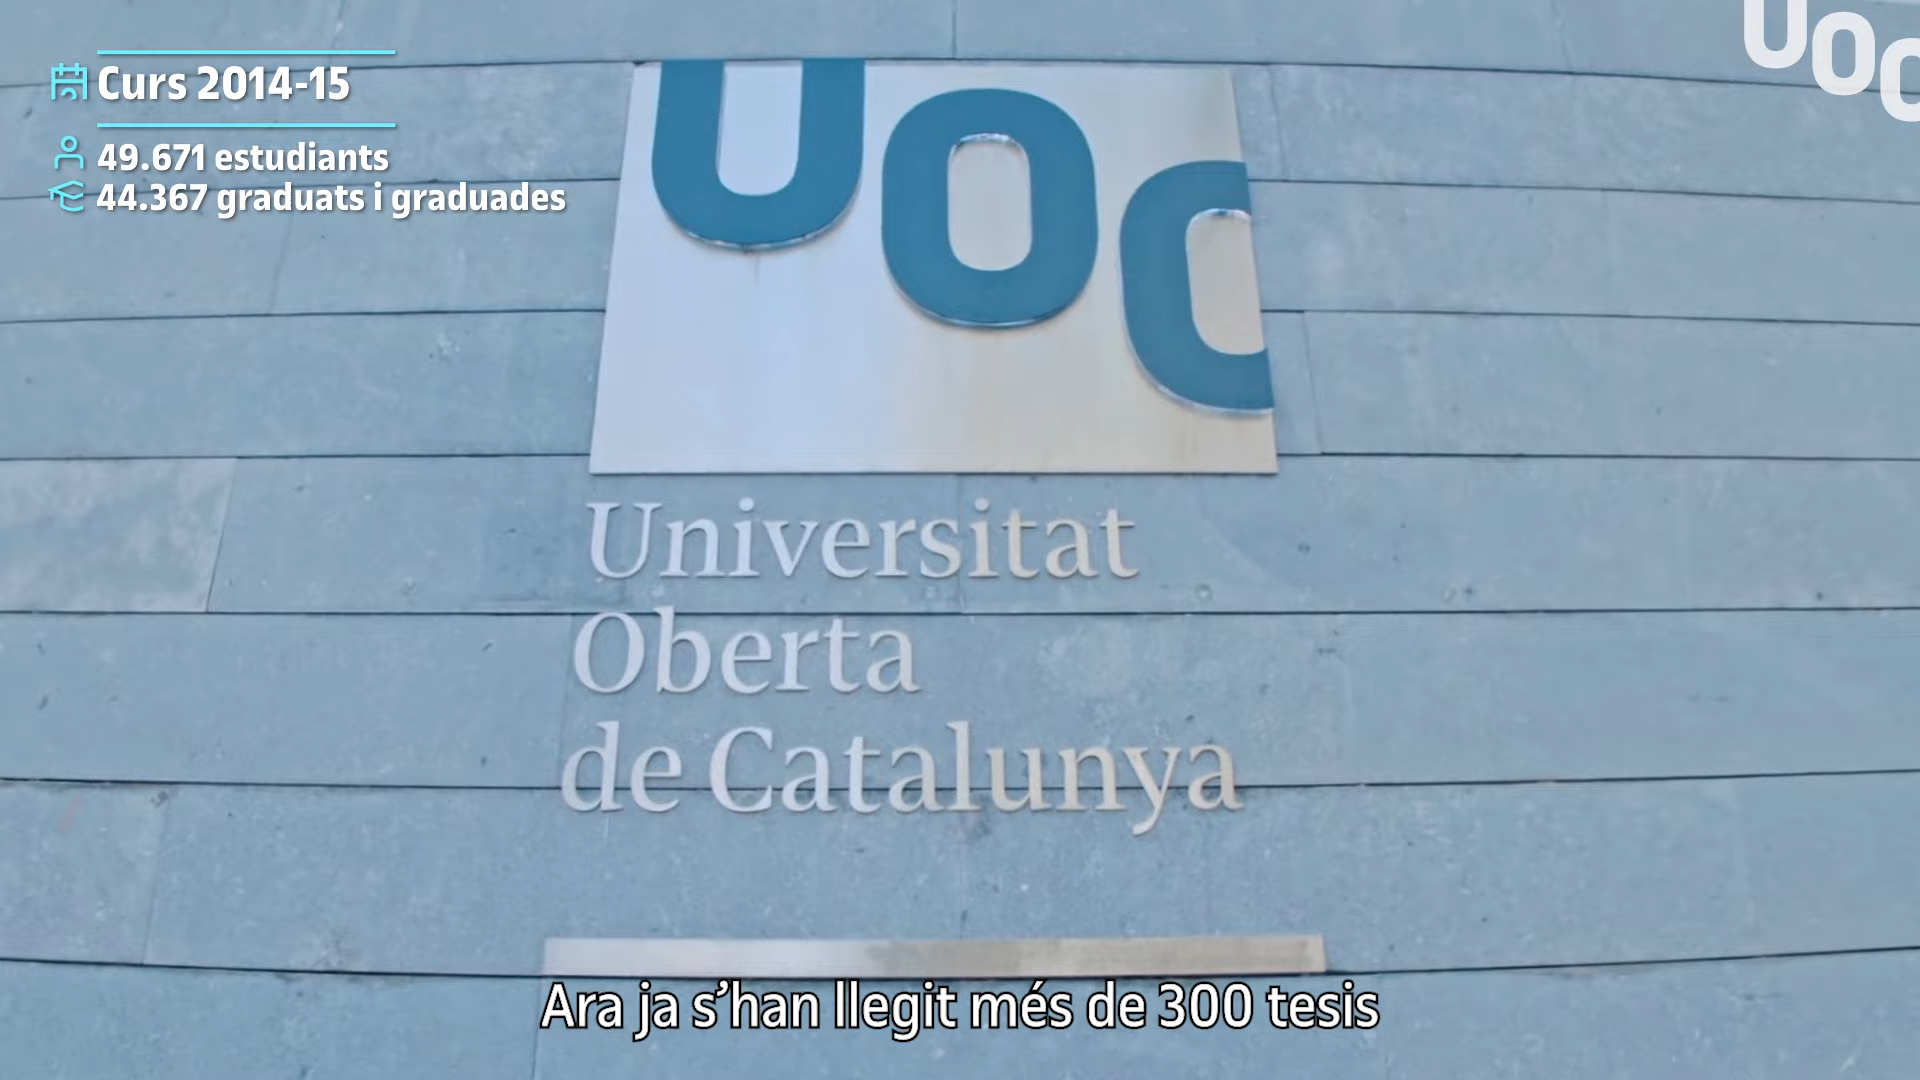 Curs 2014-15
49.671 estudiants
44.367 graduats i graduades
UOC
UOC
Universitat
Oberta
de Catalunya
Ara ja s'han llegit més de 300 tesis